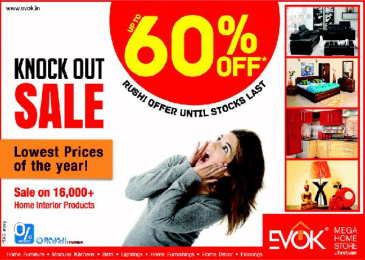 www.evok.in
UP TO
60%
OFF*
RUSH! OFFER UNTIL STOCKS LAST
KNOCK OUT
SALE
Lowest Prices
of the year!
Sale on 16,000+
Home Interior Products
0%
BAJAJ
EVOK®
MEGA
HOME
STORE
Home Furniture • Modular Kitchens • Bath • Lightings • Home Furnishings • Home Décor • Floorings